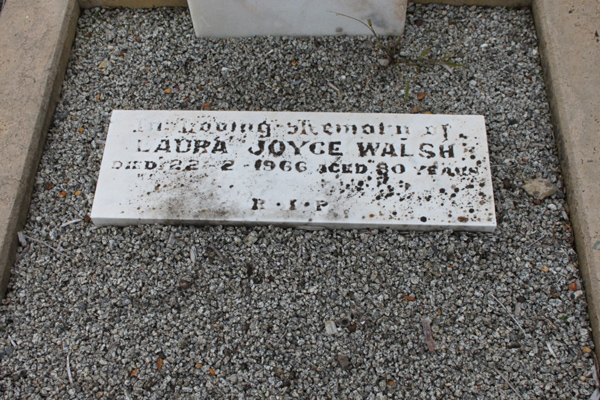 In Loving Memory of
LAURA JOYCE WALSH
DIED 22 - 2 - 1966 AGED 80 YEARS
R · I · P